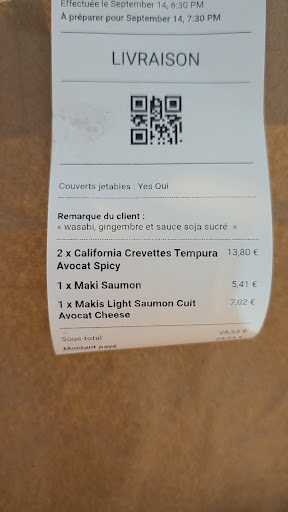 Effectuée le September 14, 6:30 PM
À préparer pour September 14, 7:30 PM
LIVRAISON
Couverts jetables : Yes Oui
Remarque du client :
« wasabi, gingembre et sauce soja sucré »
2 x California Crevettes Tempura 13,80 €
Avocat Spicy
1 x Maki Saumon 5,41 €
1 x Makis Light Saumon Cuit 7,02 €
Avocat Cheese
Sous-total 26,23 €
Montant payé